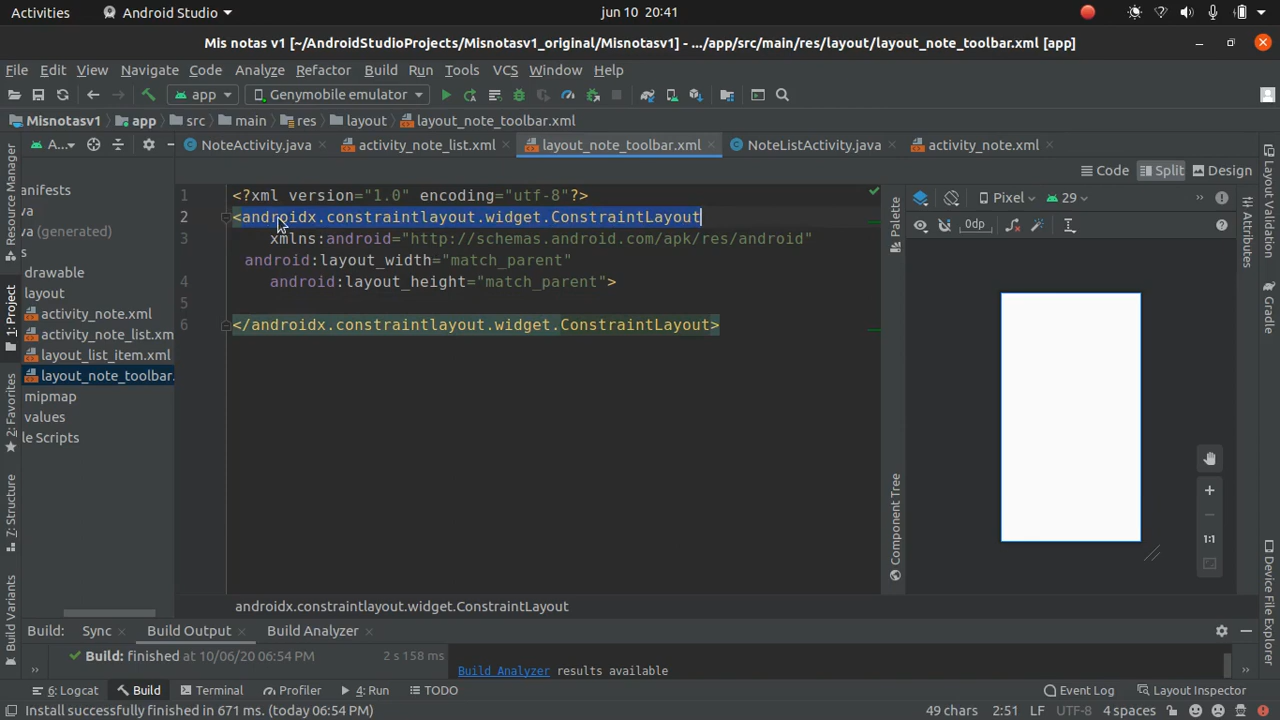 Activities
Android Studio
jun 10  20:41
Mis notas v1 [~/AndroidStudioProjects/Misnotasv1_original/Misnotasv1] - .../app/src/main/res/layout/layout_note_toolbar.xml [app]
File Edit View Navigate Code Analyze Refactor Build Run Tools VCS Window Help
app Genymobile emulator
Misnotasv1 app src main res layout layout_note_toolbar.xml
A... NoteActivity.java activity_note_list.xml layout_note_toolbar.xml NoteListActivity.java activity_note.xml
Code Split Design
Resource Manager
1: Project
2: Favorites
7: Structure
Build Variants
anifests
va
va (generated)
s
drawable
layout
activity_note.xml
activity_note_list.xm
layout_list_item.xml
layout_note_toolbar.
mipmap
values
le Scripts
1 <?xml version="1.0" encoding="utf-8"?>
2 <androidx.constraintlayout.widget.ConstraintLayout
3 xmlns:android="http://schemas.android.com/apk/res/android"
android:layout_width="match_parent"
4 android:layout_height="match_parent">
5
6 </androidx.constraintlayout.widget.ConstraintLayout>
androidx.constraintlayout.widget.ConstraintLayout
Palette
Component Tree
Pixel 29 >>
0dp
1:1
Attributes
Layout Validation
Gradle
Device File Explorer
Build: Sync Build Output Build Analyzer
Build: finished at 10/06/20 06:54 PM 2 s 158 ms
Build Analyzer results available
6: Logcat Build Terminal Profiler 4: Run TODO Event Log Layout Inspector
Install successfully finished in 671 ms. (today 06:54 PM) 49 chars 2:51 LF UTF-8 4 spaces